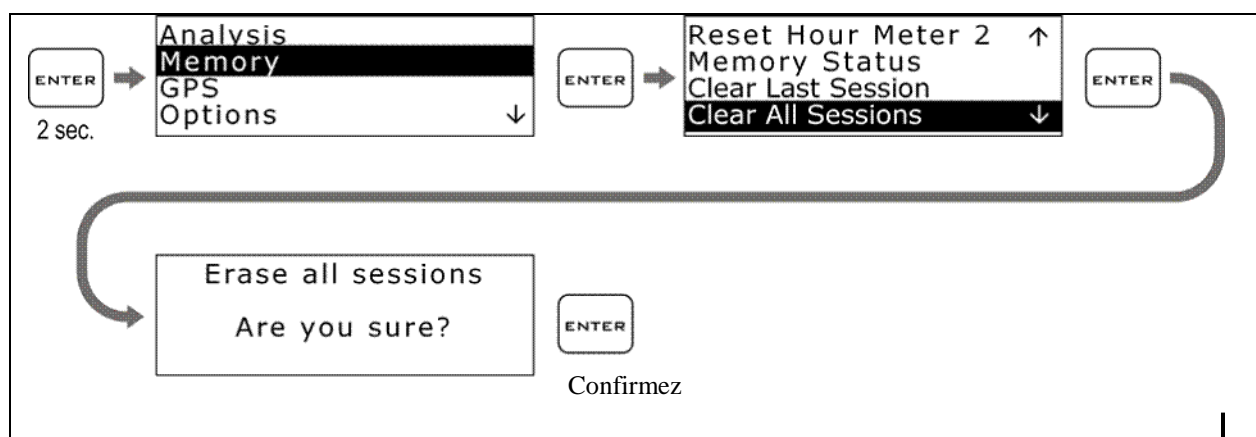 ENTER
2 sec.
Analysis
Memory
GPS
Options ↓
ENTER
Reset Hour Meter 2 ↑
Memory Status
Clear Last Session
Clear All Sessions ↓
ENTER
Erase all sessions
Are you sure?
ENTER
Confirmez